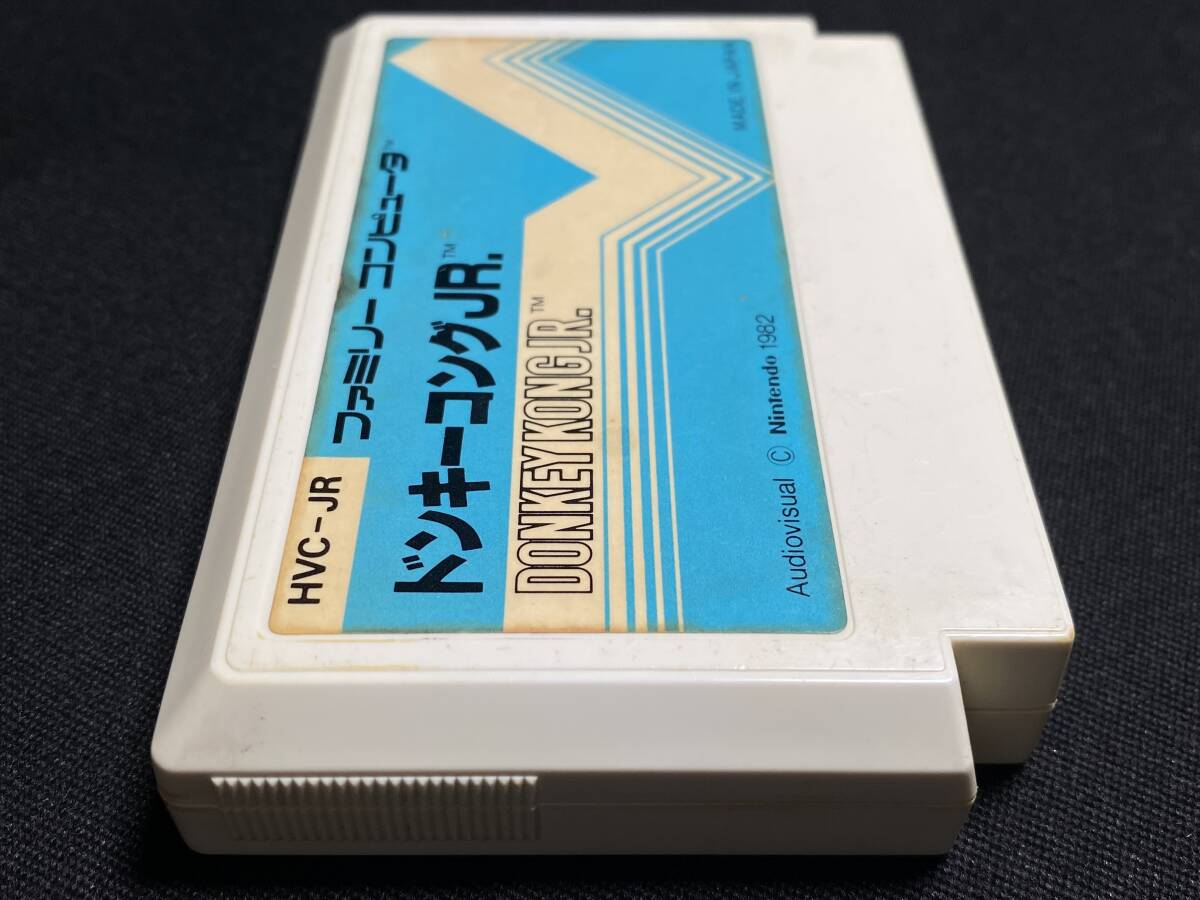 HVC-JR
ファミリー コンピュータ™
ドンキーコングJR.™
DONKEY KONG JR.™
Audiovisual © Nintendo 1982
MADE IN JAPAN